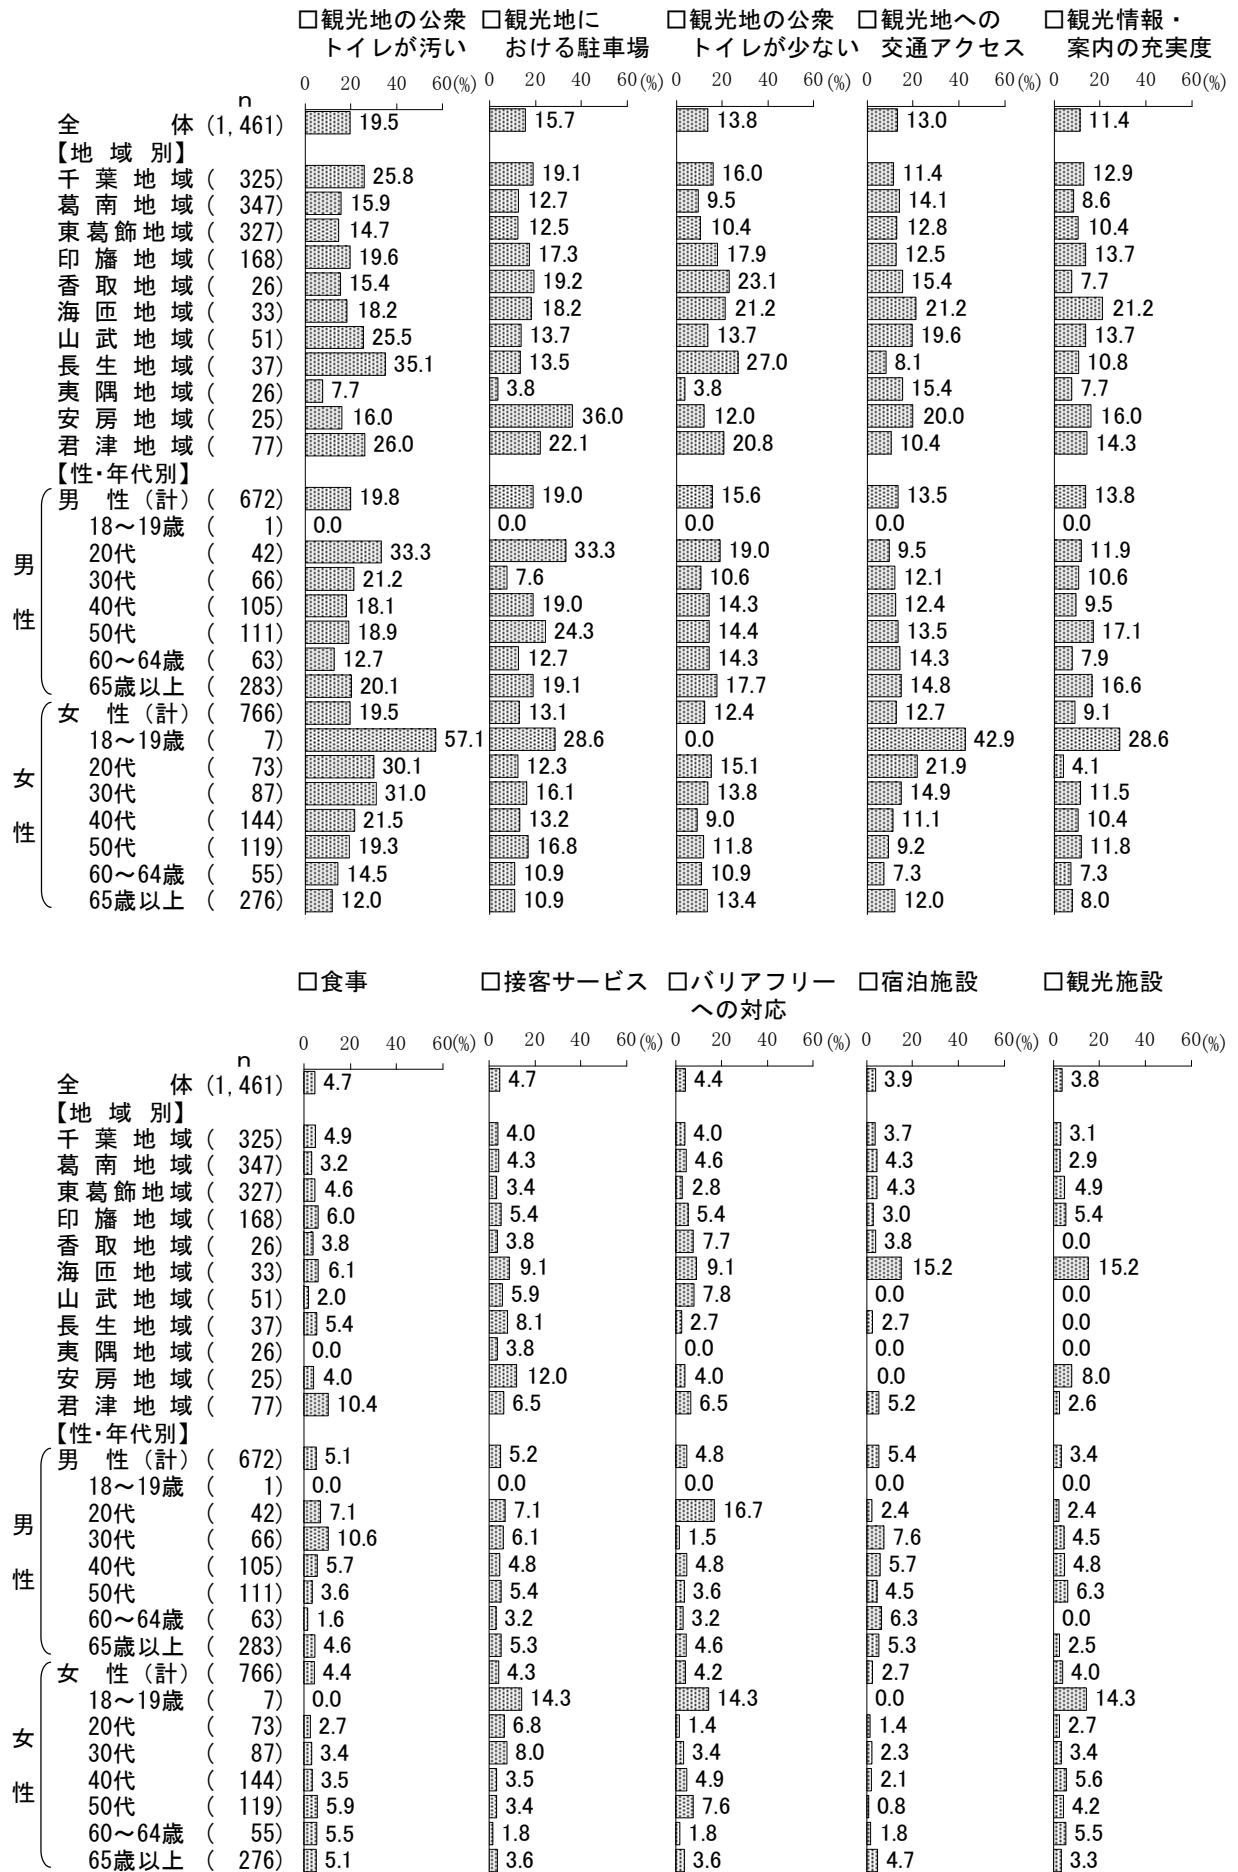 □観光地の公衆 □観光地に □観光地の公衆 □観光地への □観光情報・
トイレが汚い おける駐車場 トイレが少ない 交通アクセス 案内の充実度
0 20 40 60(%) 0 20 40 60(%) 0 20 40 60(%) 0 20 40 60(%) 0 20 40 60(%)
n
全体 (1,461) 19.5 15.7 13.8 13.0 11.4
【地域別】
千葉地域 ( 325) 25.8 19.1 16.0 11.4 12.9
葛南地域 ( 347) 15.9 12.7 9.5 14.1 8.6
東葛飾地域 ( 327) 14.7 12.5 10.4 12.8 10.4
印旛地域 ( 168) 19.6 17.3 17.9 12.5 13.7
香取地域 ( 26) 15.4 19.2 23.1 15.4 7.7
海匝地域 ( 33) 18.2 18.2 21.2 21.2 21.2
山武地域 ( 51) 25.5 13.7 13.7 19.6 13.7
長生地域 ( 37) 35.1 13.5 27.0 8.1 10.8
夷隅地域 ( 26) 7.7 3.8 3.8 15.4 7.7
安房地域 ( 25) 16.0 36.0 12.0 20.0 16.0
君津地域 ( 77) 26.0 22.1 20.8 10.4 14.3
【性・年代別】
男性(計) ( 672) 19.8 19.0 15.6 13.5 13.8
18～19歳 ( 1) 0.0 0.0 0.0 0.0 0.0
20代 ( 42) 33.3 33.3 19.0 9.5 11.9
男
30代 ( 66) 21.2 7.6 10.6 12.1 10.6
40代 ( 105) 18.1 19.0 14.3 12.4 9.5
性
50代 ( 111) 18.9 24.3 14.4 13.5 17.1
60～64歳 ( 63) 12.7 12.7 14.3 14.3 7.9
65歳以上 ( 283) 20.1 19.1 17.7 14.8 16.6
女性(計) ( 766) 19.5 13.1 12.4 12.7 9.1
18～19歳 ( 7) 57.1 28.6 0.0 42.9 28.6
20代 ( 73) 30.1 12.3 15.1 21.9 4.1
女
30代 ( 87) 31.0 16.1 13.8 14.9 11.5
40代 ( 144) 21.5 13.2 9.0 11.1 10.4
性
50代 ( 119) 19.3 16.8 11.8 9.2 11.8
60～64歳 ( 55) 14.5 10.9 10.9 7.3 7.3
65歳以上 ( 276) 12.0 10.9 13.4 12.0 8.0
□食事 □接客サービス □バリアフリー □宿泊施設 □観光施設
への対応
0 20 40 60(%) 0 20 40 60(%) 0 20 40 60(%) 0 20 40 60(%) 0 20 40 60(%)
n
全体 (1,461) 4.7 4.7 4.4 3.9 3.8
【地域別】
千葉地域 ( 325) 4.9 4.0 4.0 3.7 3.1
葛南地域 ( 347) 3.2 4.3 4.6 4.3 2.9
東葛飾地域 ( 327) 4.6 3.4 2.8 4.3 4.9
印旛地域 ( 168) 6.0 5.4 5.4 3.0 5.4
香取地域 ( 26) 3.8 3.8 7.7 3.8 0.0
海匝地域 ( 33) 6.1 9.1 9.1 15.2 15.2
山武地域 ( 51) 2.0 5.9 7.8 0.0 0.0
長生地域 ( 37) 5.4 8.1 2.7 2.7 0.0
夷隅地域 ( 26) 0.0 3.8 0.0 0.0 0.0
安房地域 ( 25) 4.0 12.0 4.0 0.0 8.0
君津地域 ( 77) 10.4 6.5 6.5 5.2 2.6
【性・年代別】
男性(計) ( 672) 5.1 5.2 4.8 5.4 3.4
18～19歳 ( 1) 0.0 0.0 0.0 0.0 0.0
20代 ( 42) 7.1 7.1 16.7 2.4 2.4
男
30代 ( 66) 10.6 6.1 1.5 7.6 4.5
40代 ( 105) 5.7 4.8 4.8 5.7 4.8
性
50代 ( 111) 3.6 5.4 3.6 4.5 6.3
60～64歳 ( 63) 1.6 3.2 3.2 6.3 0.0
65歳以上 ( 283) 4.6 5.3 4.6 5.3 2.5
女性(計) ( 766) 4.4 4.3 4.2 2.7 4.0
18～19歳 ( 7) 0.0 14.3 14.3 0.0 14.3
20代 ( 73) 2.7 6.8 1.4 1.4 2.7
女
30代 ( 87) 3.4 8.0 3.4 2.3 3.4
40代 ( 144) 3.5 3.5 4.9 2.1 5.6
性
50代 ( 119) 5.9 3.4 7.6 0.8 4.2
60～64歳 ( 55) 5.5 1.8 1.8 1.8 5.5
65歳以上 ( 276) 5.1 3.6 3.6 4.7 3.3